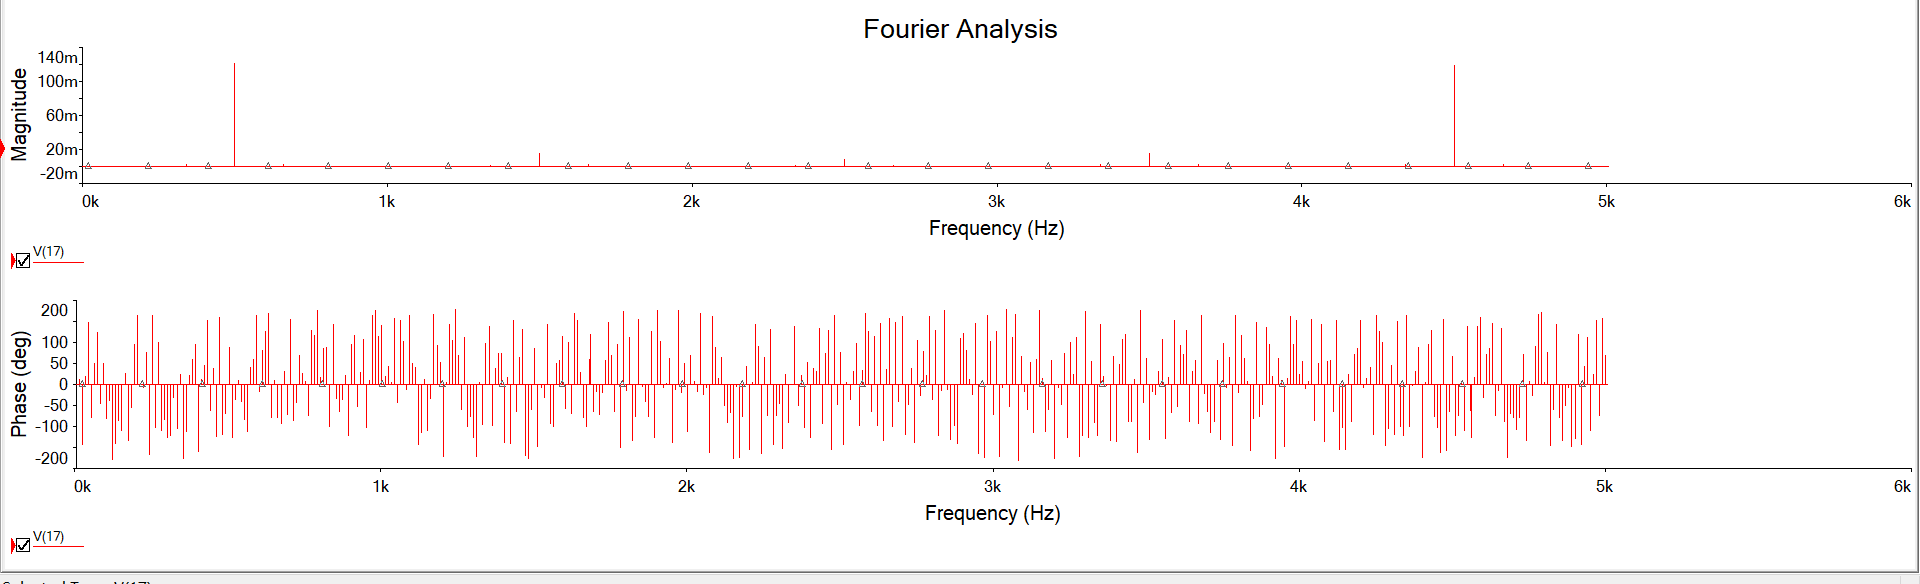 Fourier Analysis
140m
100m
60m
20m
-20m
Magnitude
0k 1k 2k 3k 4k 5k 6k
Frequency (Hz)
V(17)
200
100
50
0
-50
-100
-200
Phase (deg)
0k 1k 2k 3k 4k 5k 6k
Frequency (Hz)
V(17)